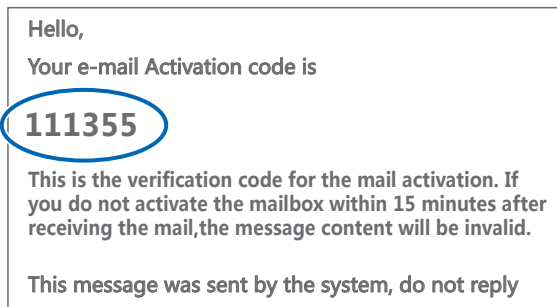 Hello,
Your e-mail Activation code is
111355
This is the verification code for the mail activation. If
you do not activate the mailbox within 15 minutes after
receiving the mail,the message content will be invalid.
This message was sent by the system, do not reply